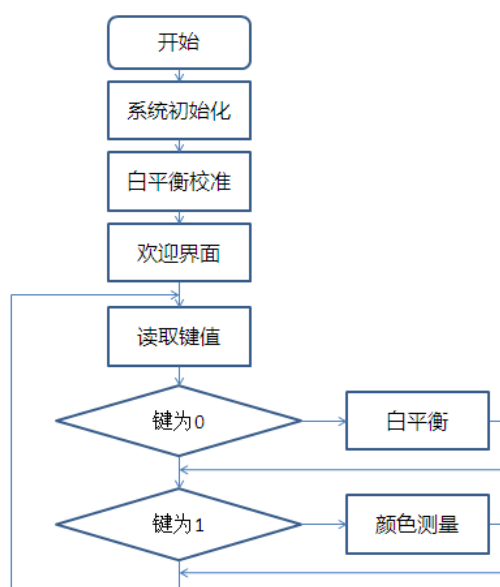 开始
系统初始化
白平衡校准
欢迎界面
读取键值
键为0
白平衡
键为1
颜色测量